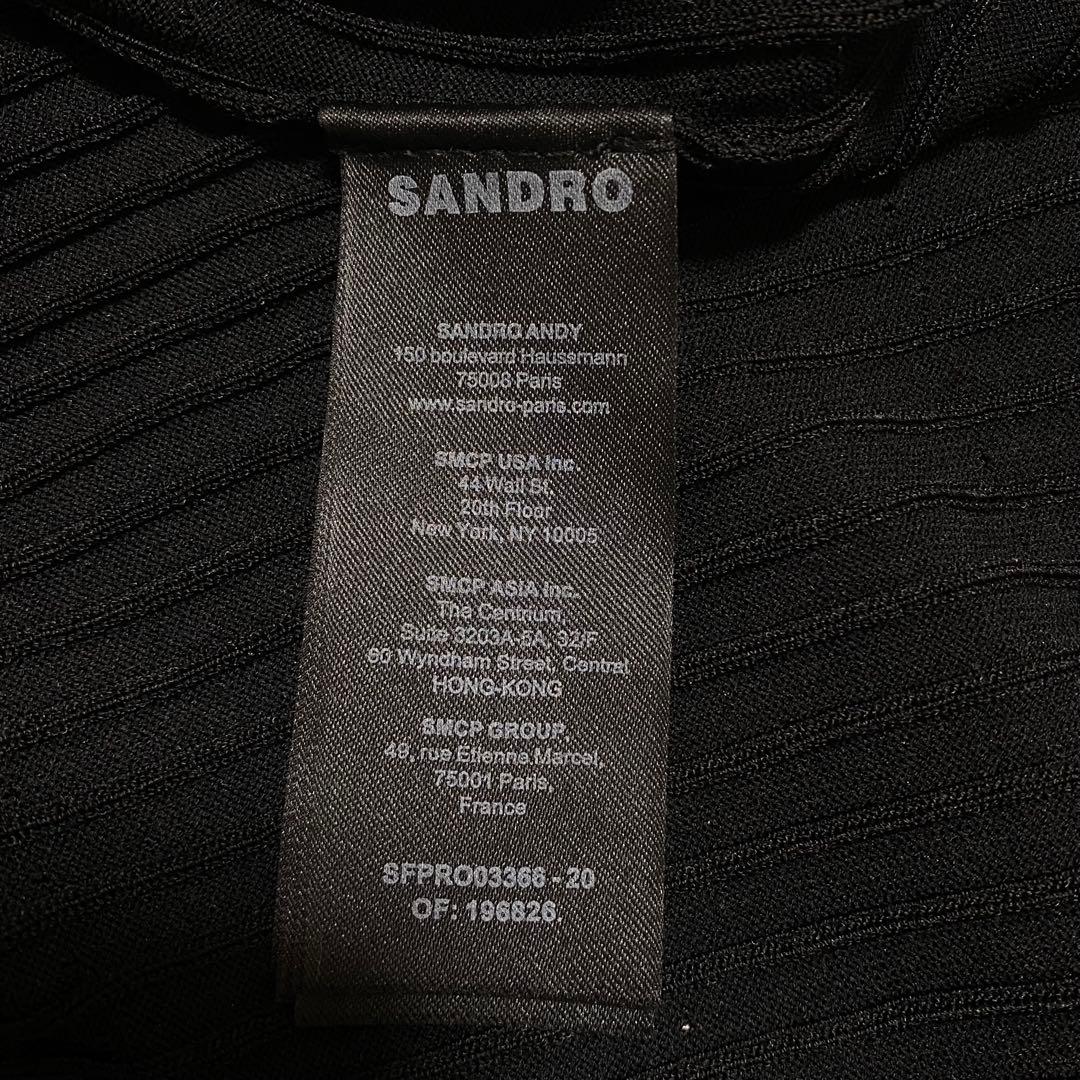 SANDRO
SANDRO ANDY
150 boulevard Haussmann
75008 Paris
www.sandro-paris.com
SMCP USA Inc.
44 Wall St,
20th Floor
New York, NY 10005
SMCP ASIA Inc.
The Centrium
Suite 3203A-5A, 32/F
60 Wyndham Street, Central
HONG-KONG
SMCP GROUP
49, rue Etienne Marcel,
75001 Paris,
France
SFPRO03366 - 20
OF: 196826.